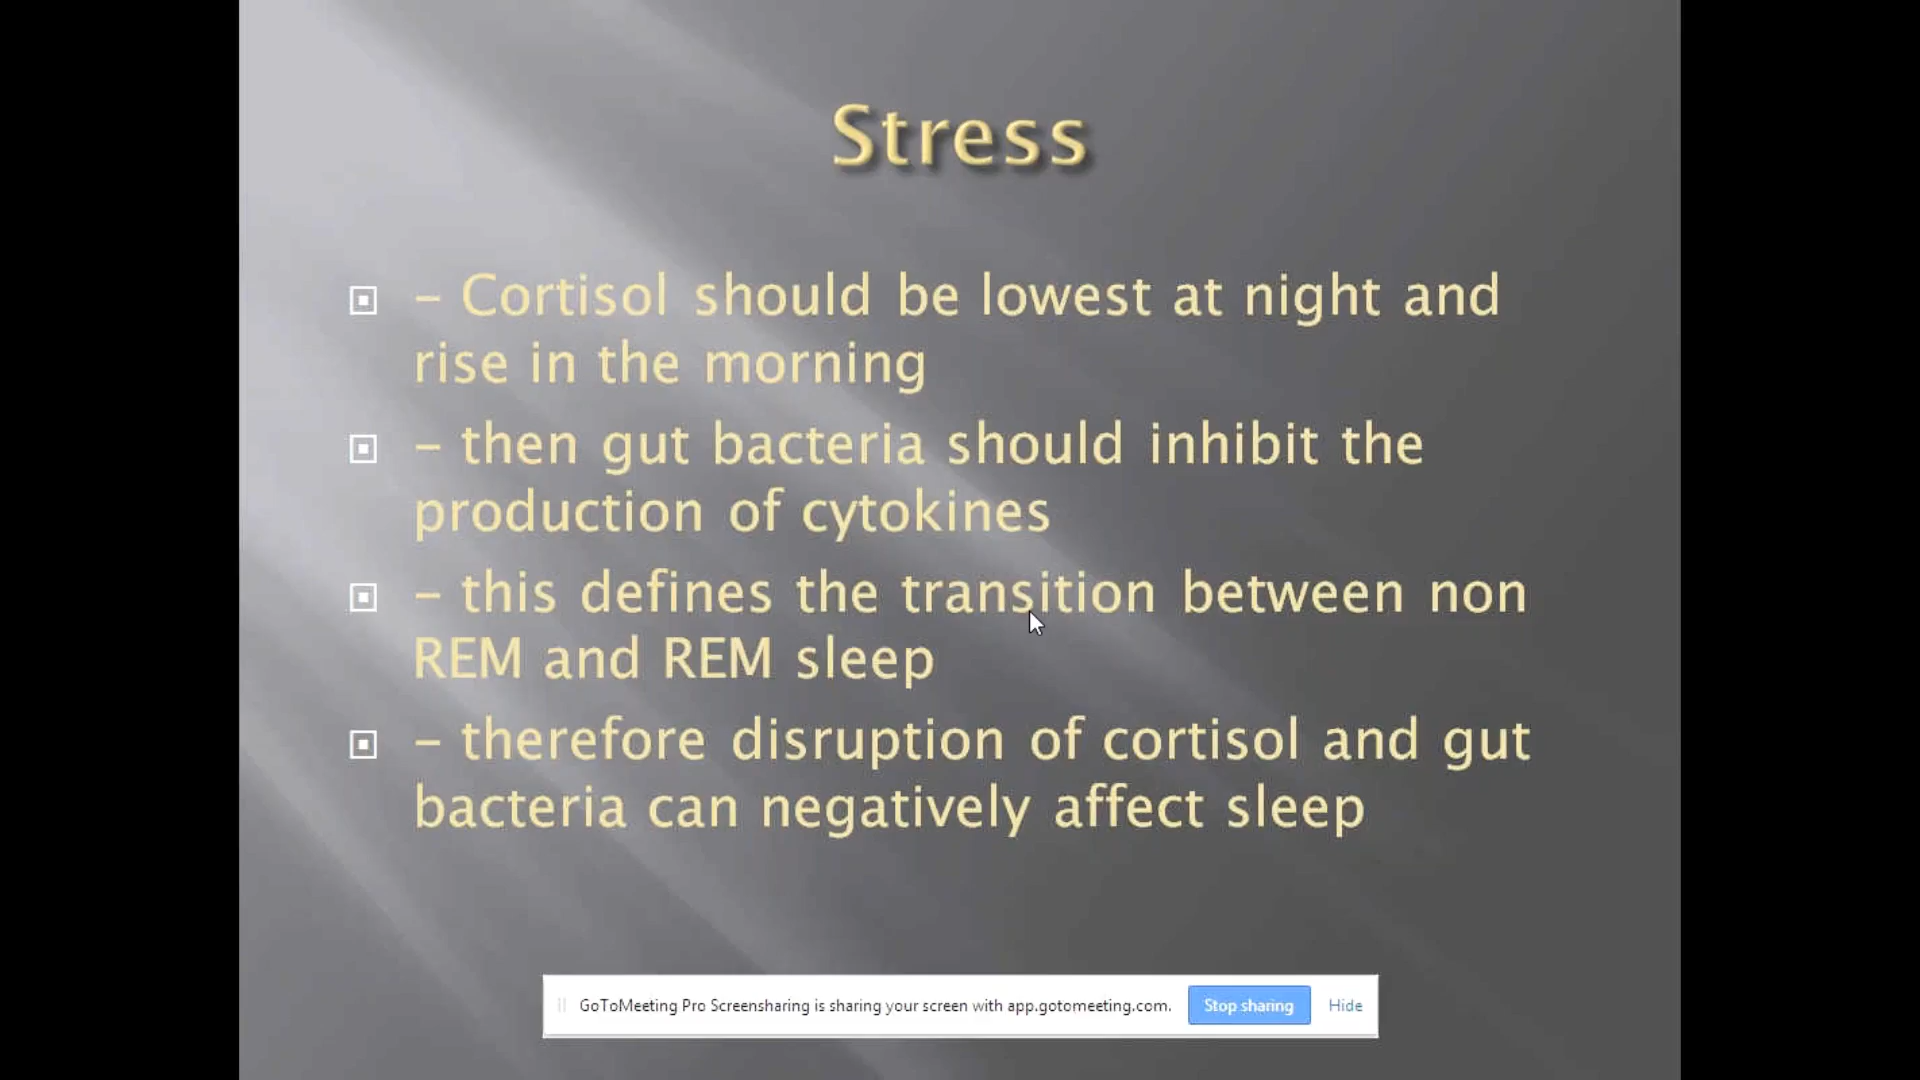 Stress
– Cortisol should be lowest at night and
rise in the morning
– then gut bacteria should inhibit the
production of cytokines
– this defines the transition between non
REM and REM sleep
– therefore disruption of cortisol and gut
bacteria can negatively affect sleep
GoToMeeting Pro Screensharing is sharing your screen with app.gotomeeting.com. Stop sharing Hide